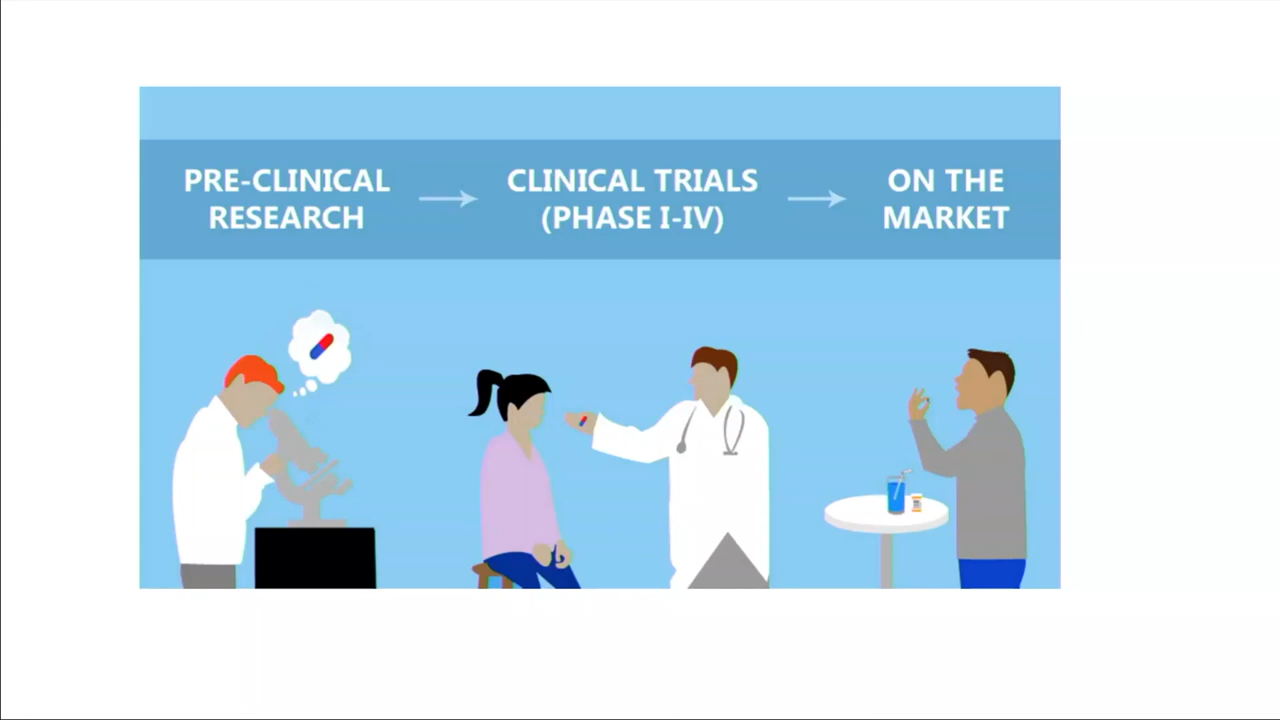 PRE-CLINICAL
RESEARCH
CLINICAL TRIALS
(PHASE I-IV)
ON THE
MARKET